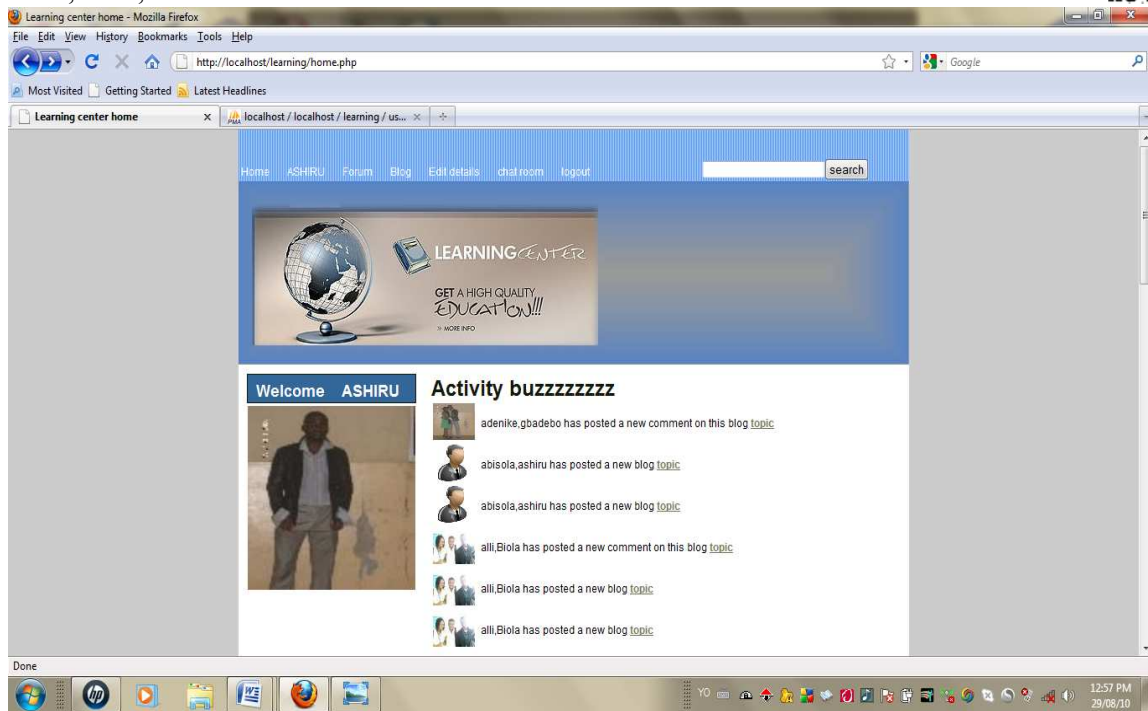 Learning center home - Mozilla Firefox
File Edit View History Bookmarks Tools Help
http://localhost/learning/home.php
Google
Most Visited Getting Started Latest Headlines
Learning center home
localhost / localhost / learning / us...
Home ASHIRU Forum Blog Edit details chat room logout
search
LEARNING CENTER
GET A HIGH QUALITY
EDUCATION!!!
» MORE INFO
Welcome ASHIRU
Activity buzzzzzzzz
adenike,gbadebo has posted a new comment on this blog topic
abisola,ashiru has posted a new blog topic
abisola,ashiru has posted a new blog topic
alli,Biola has posted a new comment on this blog topic
alli,Biola has posted a new blog topic
alli,Biola has posted a new blog topic
Done
YO
12:57 PM
29/08/10